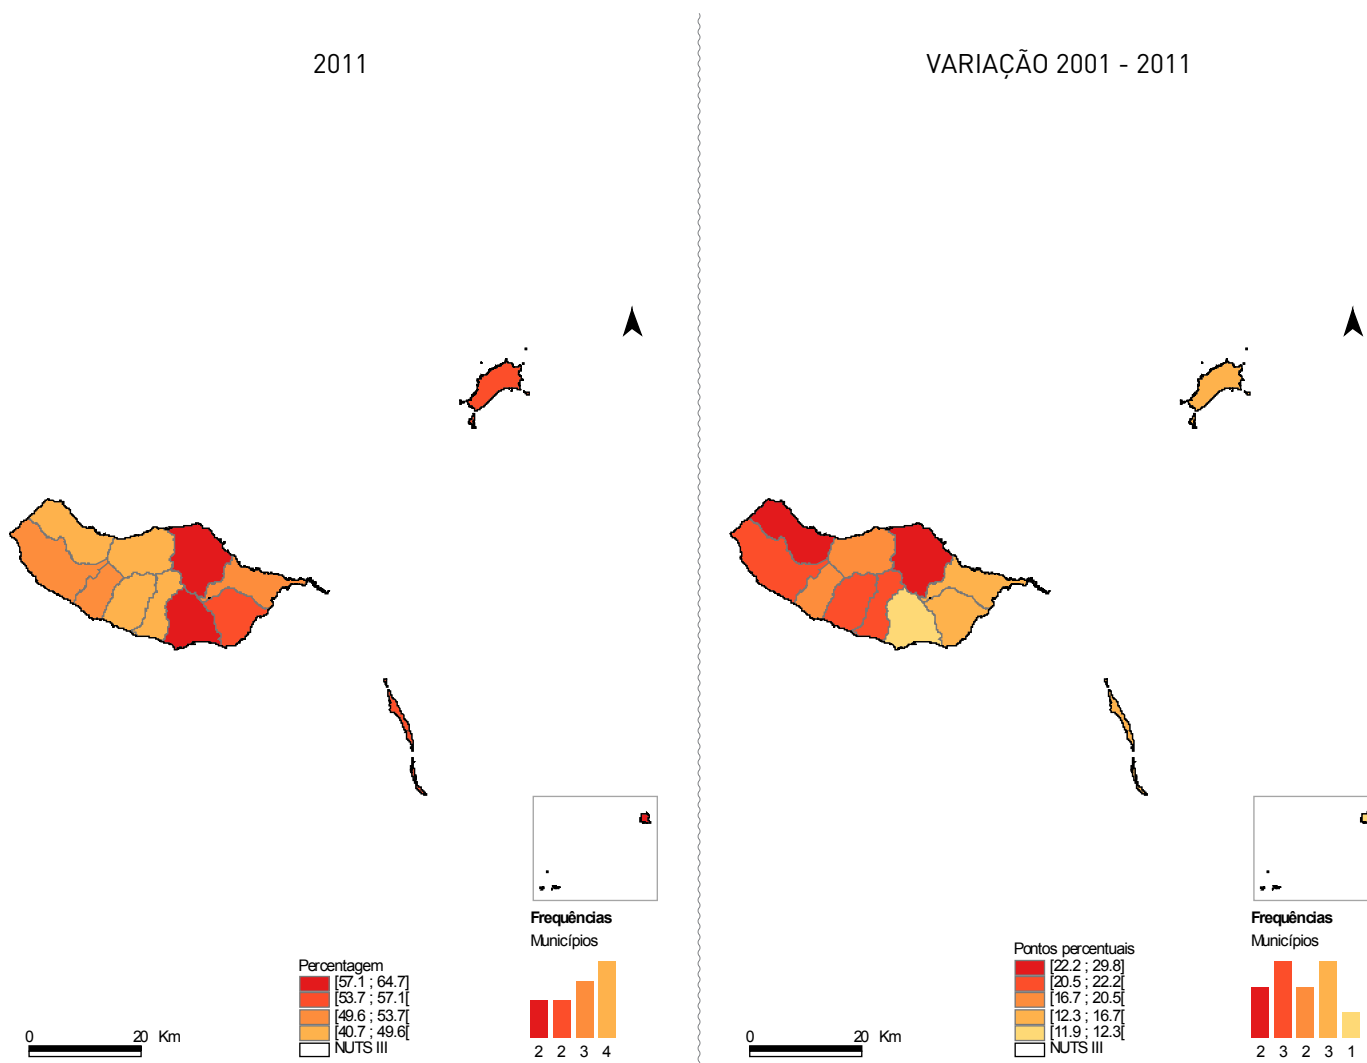 2011
Frequências
Municípios
2 2 3 4
Percentagem
[57.1 ; 64.7]
[53.7 ; 57.1[
[49.6 ; 53.7[
[40.7 ; 49.6[
NUTS III
0 20 Km
VARIAÇÃO 2001 - 2011
Frequências
Municípios
2 3 2 3 1
Pontos percentuais
[22.2 ; 29.8]
[20.5 ; 22.2[
[16.7 ; 20.5[
[12.3 ; 16.7[
[11.9 ; 12.3[
NUTS III
0 20 Km